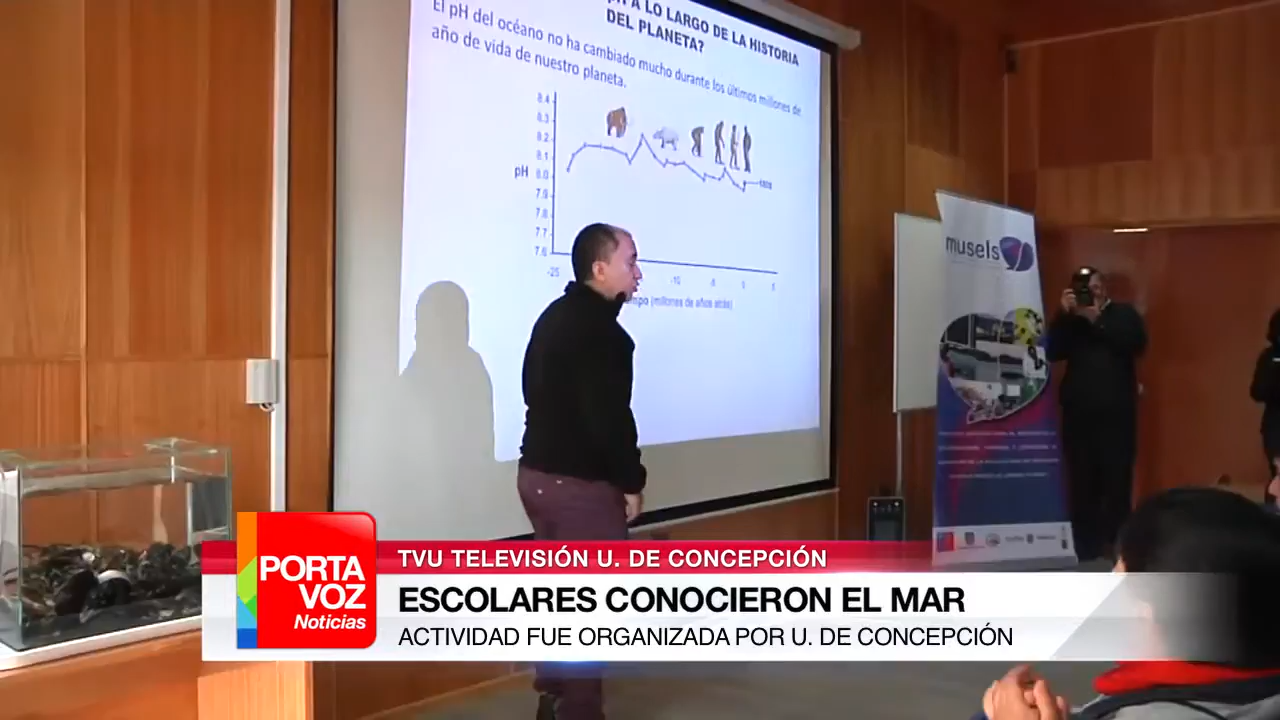 pH A LO LARGO DE LA HISTORIA
DEL PLANETA?
El pH del océano no ha cambiado mucho durante los últimos millones de
año de vida de nuestro planeta.
8.4
8.3
8.2
8.1
8.0
7.9
7.8
7.7
7.6
pH
-25 -10 -5 0 5
mpo (millones de años atrás)
musels
TVU TELEVISIÓN U. DE CONCEPCIÓN
PORTA
VOZ
Noticias
ESCOLARES CONOCIERON EL MAR
ACTIVIDAD FUE ORGANIZADA POR U. DE CONCEPCIÓN